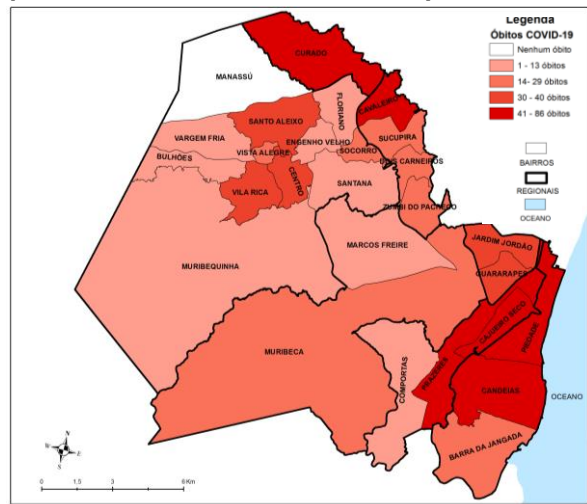 Legenda
Óbitos COVID-19
Nenhum óbito
1 - 13 óbitos
14- 29 óbitos
30 - 40 óbitos
41 - 86 óbitos
BAIRROS
REGIONAIS
OCEANO
CURADO
MANASSÚ
CAVALEIRO
FLORIANO
SANTO ALEIXO
VARGEM FRIA
ENGENHO VELHO
SUCUPIRA
SOCORRO
VISTA ALEGRE
DOIS CARNEIROS
BULHÕES
VILA RICA
CENTRO
SANTANA
ZUMBI DO PACHECO
MARCOS FREIRE
JARDIM JORDÃO
MURIBEQUINHA
GUARARAPES
CAJUEIRO SECO
PIEDADE
MURIBECA
COMPORTAS
PRAZERES
CANDEIAS
OCEANO
BARRA DA JANGADA
N
W
E
S
0 1.5 3 6 Km